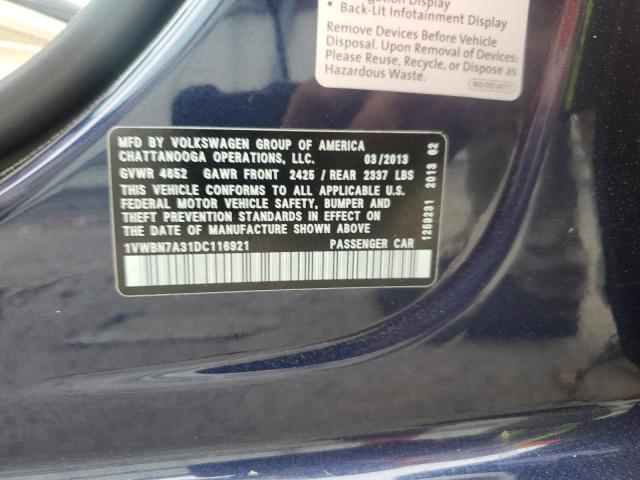 • Back-Lit Infotainment Display
Remove Devices Before Vehicle
Disposal. Upon Removal of Devices:
Please Reuse, Recycle, or Dispose as
Hazardous Waste.
MFD BY VOLKSWAGEN GROUP OF AMERICA
CHATTANOOGA OPERATIONS, LLC. 03/2013
GVWR 4652 GAWR FRONT 2425 / REAR 2337 LBS
THIS VEHICLE CONFORMS TO ALL APPLICABLE U.S.
FEDERAL MOTOR VEHICLE SAFETY, BUMPER AND
THEFT PREVENTION STANDARDS IN EFFECT ON
THE DATE OF MANUFACTURE SHOWN ABOVE.
1VWBN7A31DC116921 PASSENGER CAR
1259231 2013 62